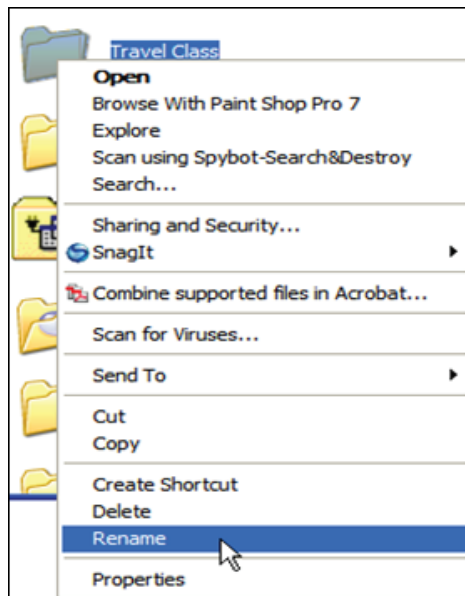 Travel Class
Open
Browse With Paint Shop Pro 7
Explore
Scan using Spybot-Search&Destroy
Search...
Sharing and Security...
SnagIt
Combine supported files in Acrobat...
Scan for Viruses...
Send To
Cut
Copy
Create Shortcut
Delete
Rename
Properties